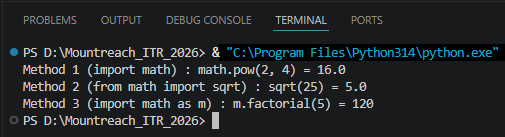 PROBLEMS OUTPUT DEBUG CONSOLE TERMINAL PORTS
PS D:\Mountreach_ITR_2026> & "C:\Program Files\Python314\python.exe"
Method 1 (import math) : math.pow(2, 4) = 16.0
Method 2 (from math import sqrt) : sqrt(25) = 5.0
Method 3 (import math as m) : m.factorial(5) = 120
PS D:\Mountreach_ITR_2026>